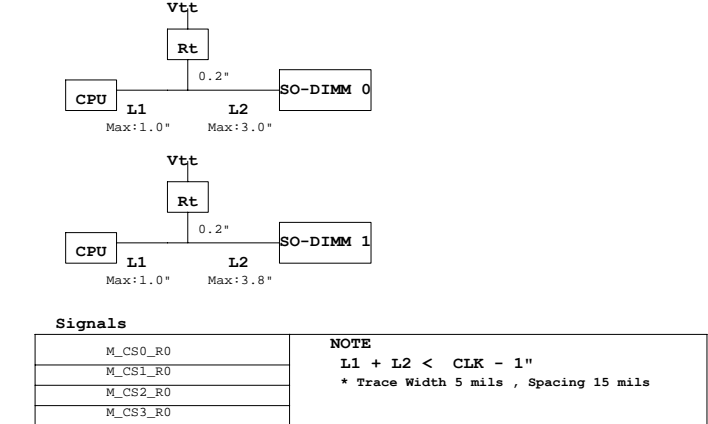 Vtt
Rt
0.2"
CPU
SO-DIMM 0
L1 L2
Max:1.0" Max:3.0"
Vtt
Rt
0.2"
CPU
SO-DIMM 1
L1 L2
Max:1.0" Max:3.8"
Signals
M_CS0_R0
M_CS1_R0
M_CS2_R0
M_CS3_R0
NOTE
L1 + L2 < CLK - 1"
* Trace Width 5 mils , Spacing 15 mils